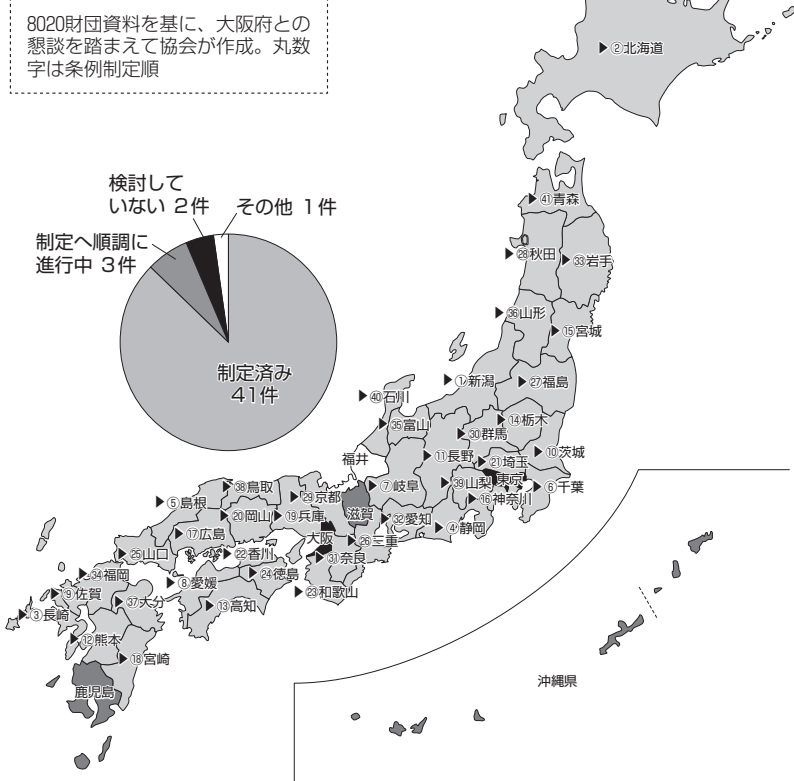 8020財団資料を基に、大阪府との
懇談を踏まえて協会が作成。丸数
字は条例制定順
検討して
いない 2件
その他 1件
制定へ順調に
進行中 3件
制定済み
41件
▶②北海道
▶㊶青森
▶㉘秋田
▶㉝岩手
▶㊱山形
▶⑮宮城
▶①新潟
▶㉗福島
▶㊵石川
▶㉟富山
▶⑭栃木
▶㉚群馬
▶⑩茨城
福井
▶⑪長野
▶㉑埼玉
▶⑦岐阜
▶㊴山梨
東京
▶⑥千葉
▶⑯神奈川
▶㊳鳥取
▶㉙京都
▶⑤島根
▶⑳岡山
▶⑲兵庫
滋賀
▶㉜愛知
▶④静岡
▶⑰広島
大阪
▶㉖三重
▶㉕山口
▶㉒香川
▶㉛奈良
▶㉞福岡
▶⑧愛媛
▶㉔徳島
▶⑨佐賀
▶㊲大分
▶⑬高知
▶㉓和歌山
▶③長崎
▶⑫熊本
▶⑱宮崎
鹿児島
沖縄県